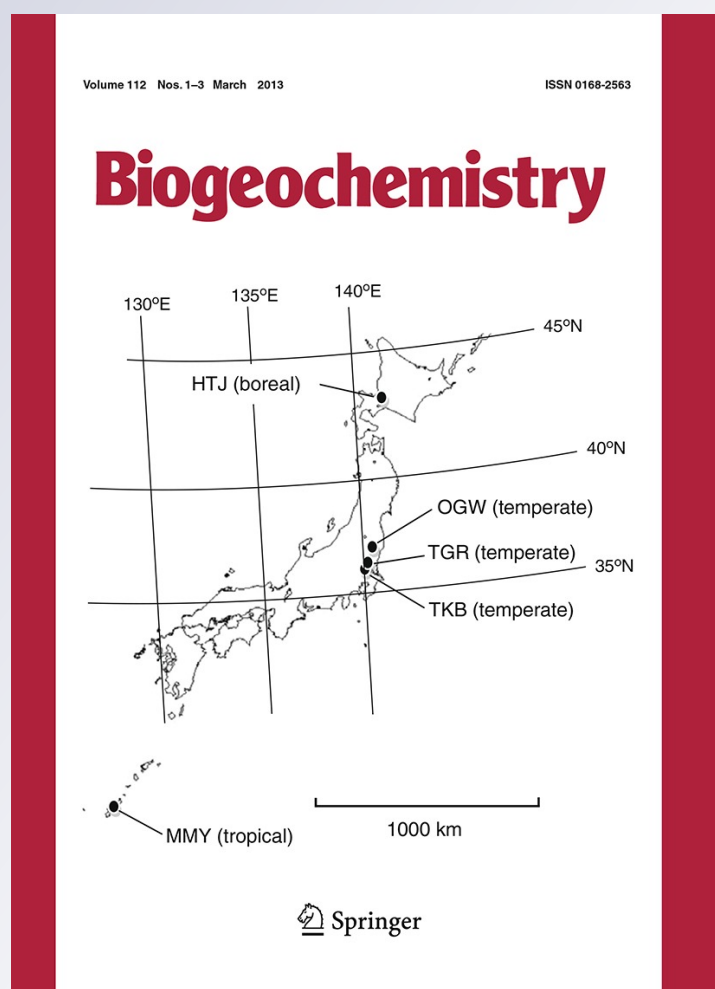 Volume 112 Nos. 1–3 March 2013
ISSN 0168-2563
Biogeochemistry
130ºE
135ºE
140ºE
45ºN
HTJ (boreal)
40ºN
OGW (temperate)
TGR (temperate)
35ºN
TKB (temperate)
MMY (tropical)
1000 km
Springer